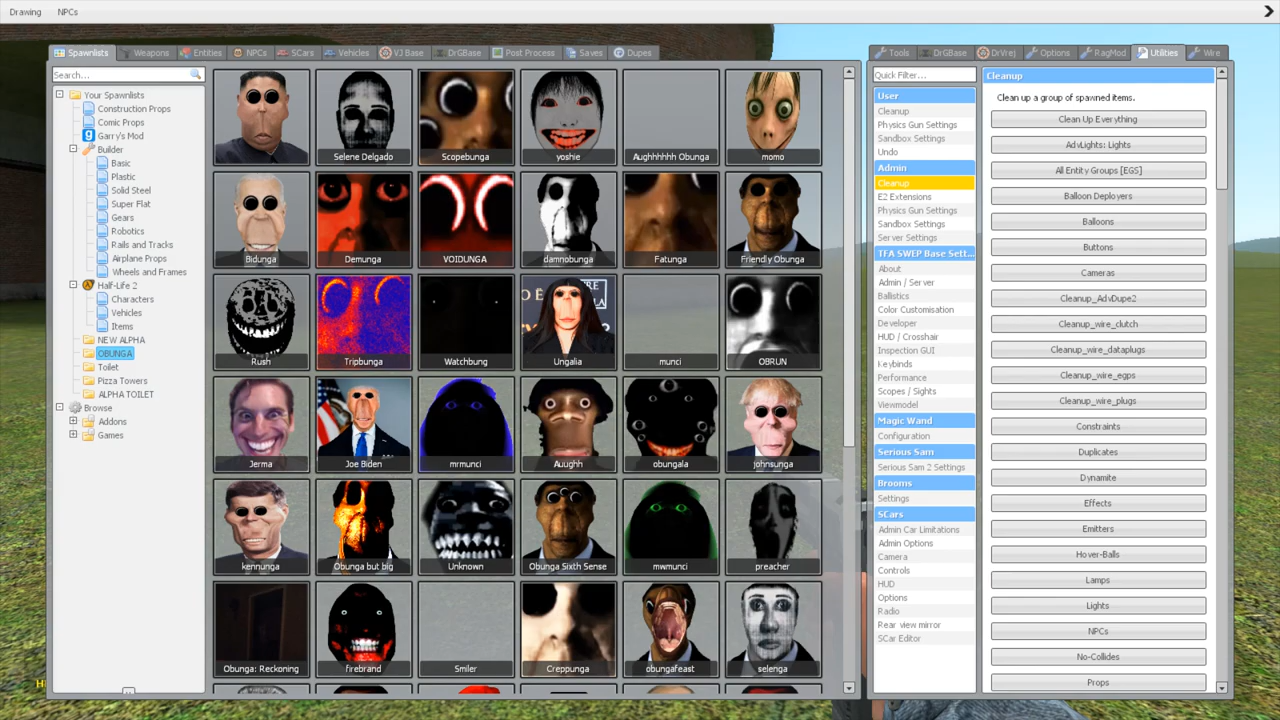 Drawing NPCs
Spawnlists Weapons Entities NPCs SCars Vehicles VJ Base DrGBase Post Process Saves Dupes
Search...
Your Spawnlists
Construction Props
Comic Props
Garry's Mod
Builder
Basic
Plastic
Solid Steel
Super Flat
Gears
Robotics
Rails and Tracks
Airplane Props
Wheels and Frames
Half-Life 2
Characters
Vehicles
Items
NEW ALPHA
OBUNGA
Toilet
Pizza Towers
ALPHA TOILET
Browse
Addons
Games
Selene Delgado Scopebunga yoshie Aughhhhhh Obunga momo
Bidunga Demunga VOIDUNGA damnobunga Fatunga Friendly Obunga
Rush Tripbunga Watchbung Ungalia munci OBRUN
Jerma Joe Biden mrmunci Auughh obungala johnsunga
kennunga Obunga but big Unknown Obunga Sixth Sense mwmunci preacher
Obunga: Reckoning firebrand Smiler Creppunga obungafeast selenga
Tools DrGBase DrVrej Options RagMod Utilities Wire
Quick Filter...
User
Cleanup
Physics Gun Settings
Sandbox Settings
Undo
Admin
Cleanup
E2 Extensions
Physics Gun Settings
Sandbox Settings
Server Settings
TFA SWEP Base Sett...
About
Admin / Server
Ballistics
Color Customisation
Developer
HUD / Crosshair
Inspection GUI
Keybinds
Performance
Scopes / Sights
Viewmodel
Magic Wand
Configuration
Serious Sam
Serious Sam 2 Settings
Brooms
Settings
SCars
Admin Car Limitations
Admin Options
Camera
Controls
HUD
Options
Radio
Rear view mirror
SCar Editor
Cleanup
Clean up a group of spawned items.
Clean Up Everything
AdvLights: Lights
All Entity Groups [EGS]
Balloon Deployers
Balloons
Buttons
Cameras
Cleanup_AdvDupe2
Cleanup_wire_clutch
Cleanup_wire_dataplugs
Cleanup_wire_egps
Cleanup_wire_plugs
Constraints
Duplicates
Dynamite
Effects
Emitters
Hover-Balls
Lamps
Lights
NPCs
No-Collides
Props